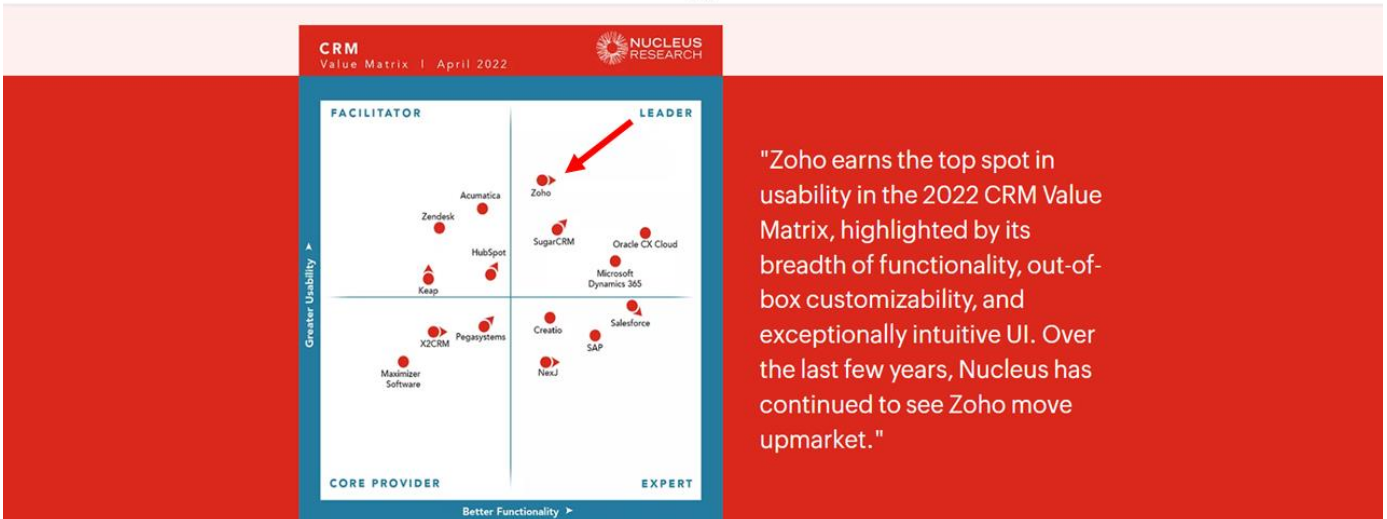 CRM
Value Matrix | April 2022
NUCLEUS
RESEARCH
FACILITATOR
LEADER
Zoho
Acumatica
Zendesk
SugarCRM
Oracle CX Cloud
HubSpot
Microsoft
Dynamics 365
Keap
Greater Usability
Salesforce
Creatio
Pegasystems
X2CRM
SAP
NexJ
Maximizer
Software
CORE PROVIDER
EXPERT
Better Functionality
"Zoho earns the top spot in
usability in the 2022 CRM Value
Matrix, highlighted by its
breadth of functionality, out-of-
box customizability, and
exceptionally intuitive UI. Over
the last few years, Nucleus has
continued to see Zoho move
upmarket."